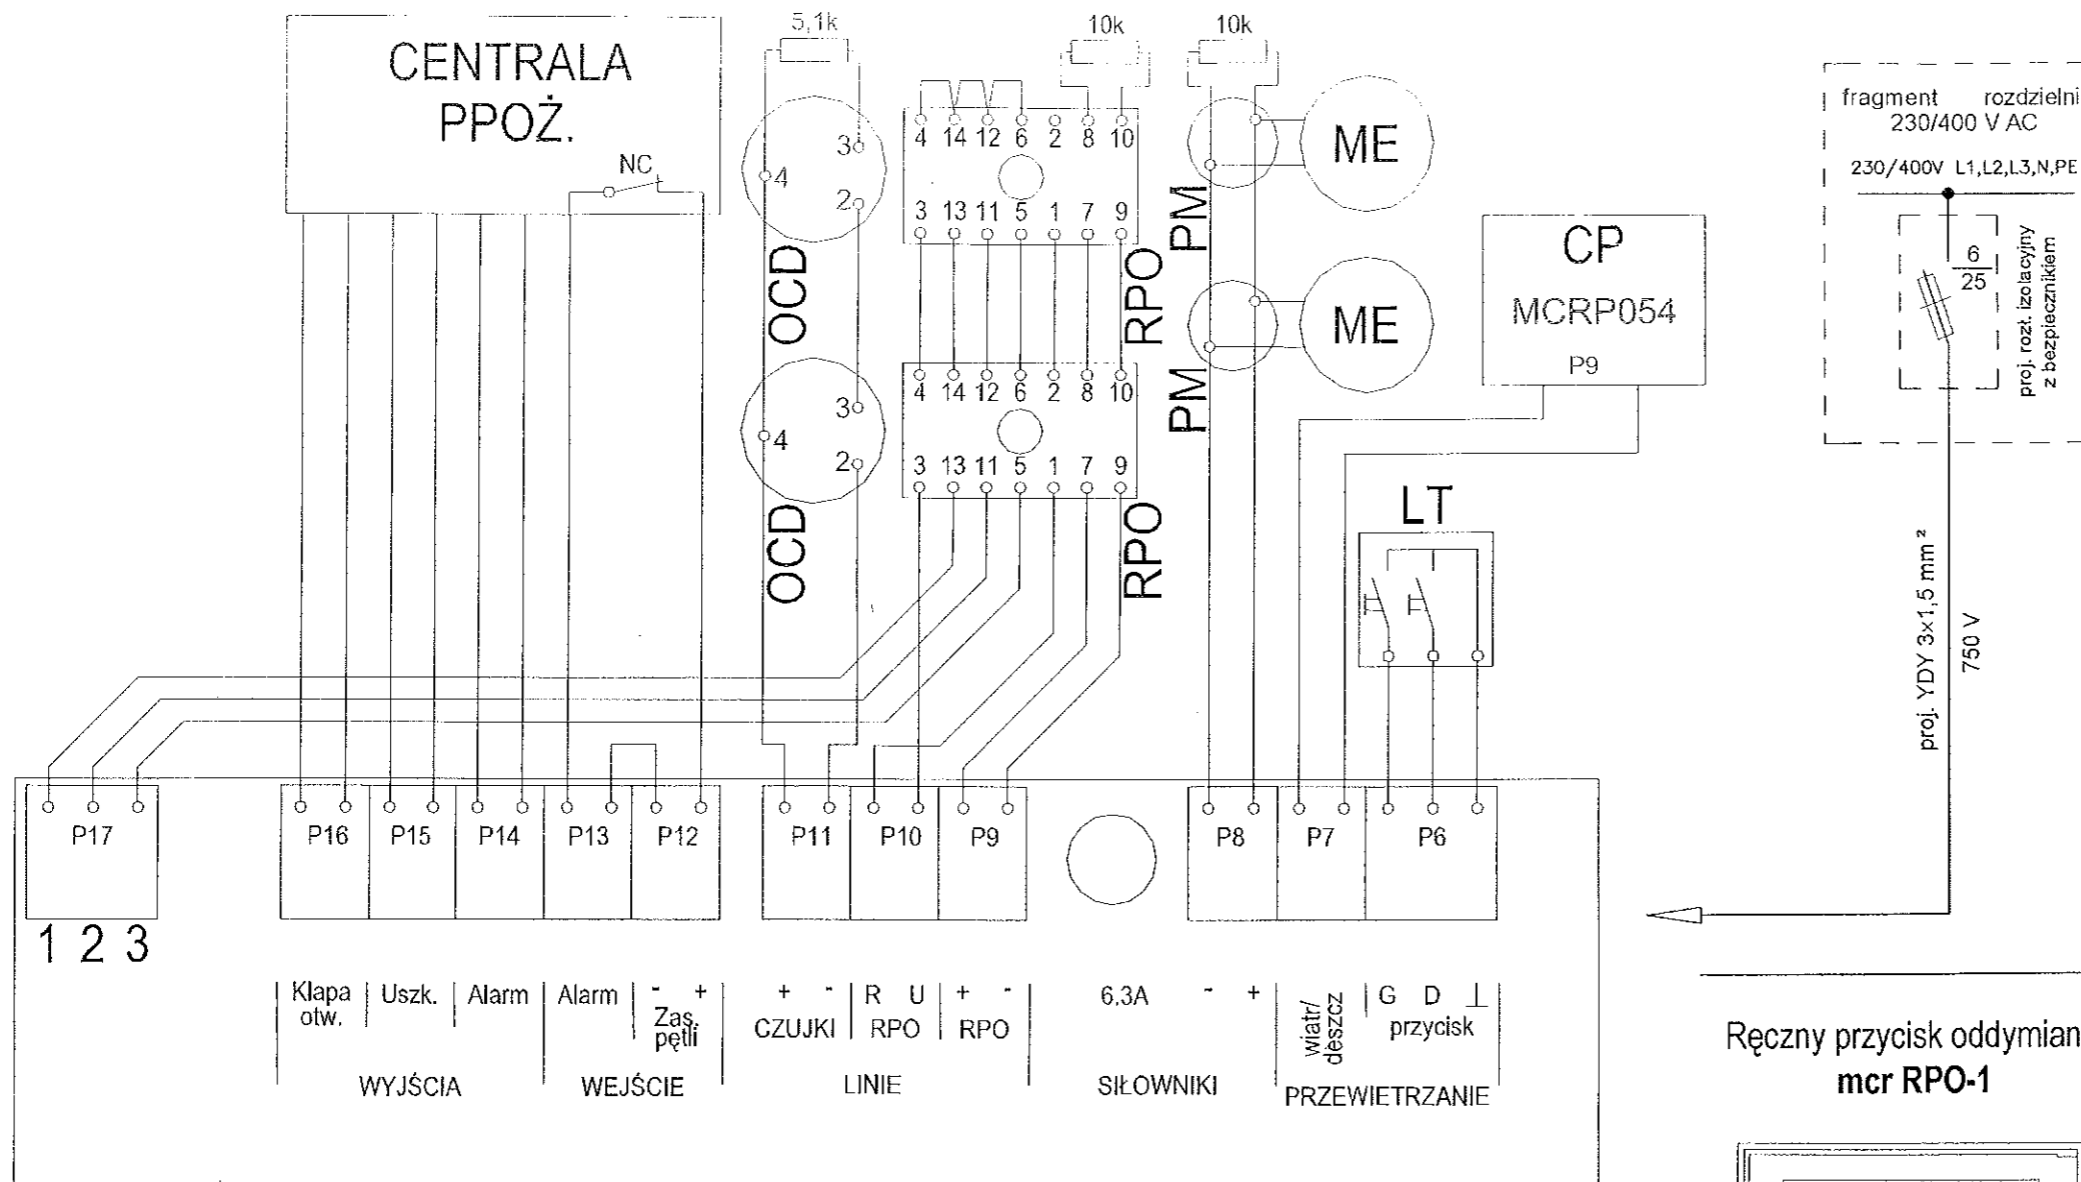 CENTRALA
PPOŻ.
NC
5,1k
10k
10k
4
3
2
OCD
4
3
2
OCD
4 14 12 6 2 8 10
3 13 11 5 1 7 9
RPO
4 14 12 6 2 8 10
3 13 11 5 1 7 9
RPO
PM
ME
PM
ME
CP
MCRP054
P9
LT
fragment rozdzielni
230/400 V AC
230/400V L1,L2,L3,N,PE
6
25
proj. rozł. izolacyjny
z bezpiecznikiem
proj. YDY 3×1,5 mm²
750 V
P17
P16
P15
P14
P13
P12
P11
P10
P9
P8
P7
P6
1 2 3
Klapa
otw.
Uszk.
Alarm
Alarm
- +
Zas.
pętli
+ -
CZUJKI
R U
RPO
+ -
RPO
6,3A - +
wiatr/
deszcz
G D ⊥
przycisk
WYJŚCIA
WEJŚCIE
LINIE
SIŁOWNIKI
PRZEWIETRZANIE
Ręczny przycisk oddymian
mcr RPO-1